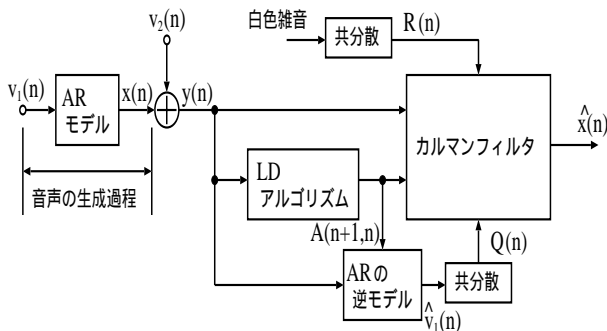 v₂(n)
白色雑音
共分散
R(n)
v₁(n)
AR
モデル
x(n)
y(n)
カルマンフィルタ
x̂(n)
音声の生成過程
LD
アルゴリズム
A(n+1,n)
Q(n)
ARの
逆モデル
v̂₁(n)
共分散